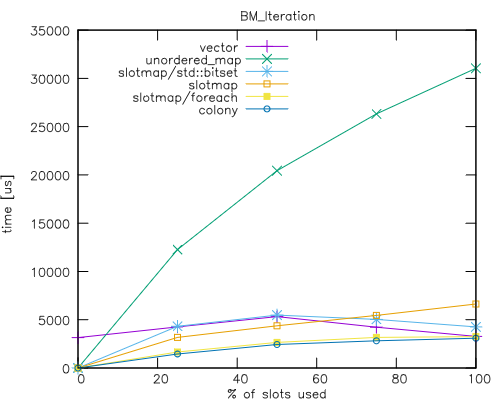 BM_Iteration
35000
30000
25000
20000
15000
10000
5000
0
time [us]
vector
unordered_map
slotmap/std::bitset
slotmap
slotmap/foreach
colony
0 20 40 60 80 100
% of slots used